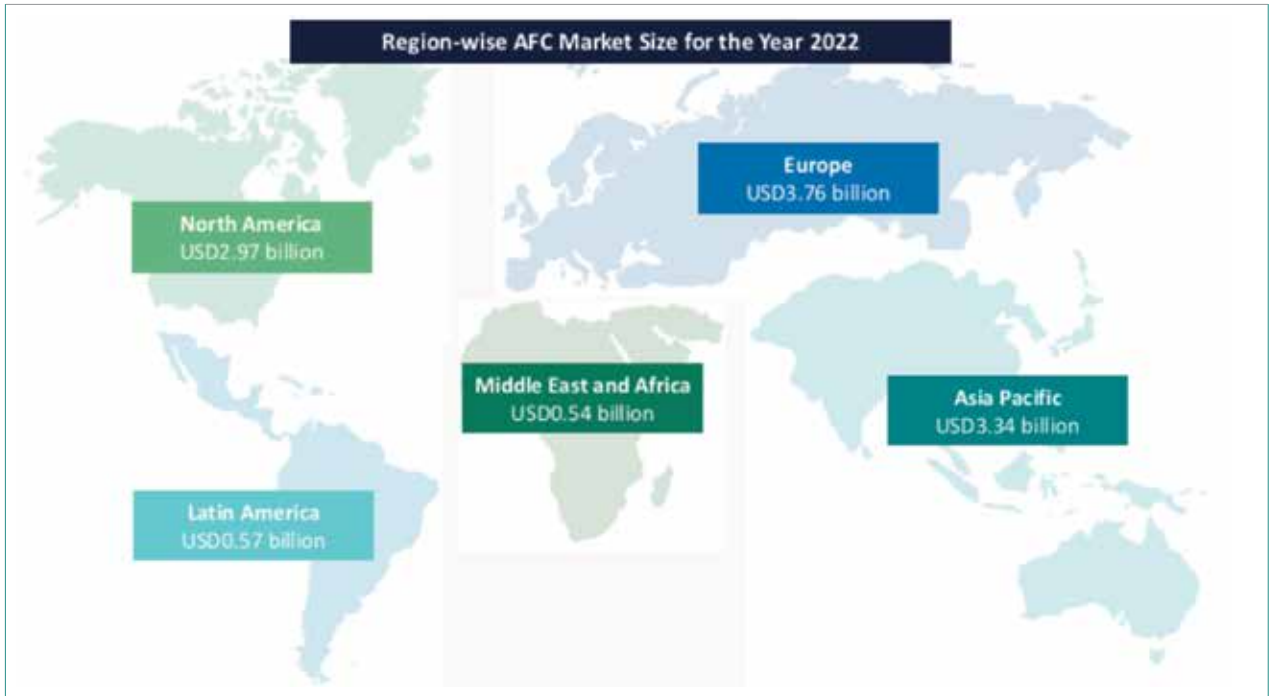 Region-wise AFC Market Size for the Year 2022
Europe
USD3.76 billion
North America
USD2.97 billion
Middle East and Africa
USD0.54 billion
Asia Pacific
USD3.34 billion
Latin America
USD0.57 billion